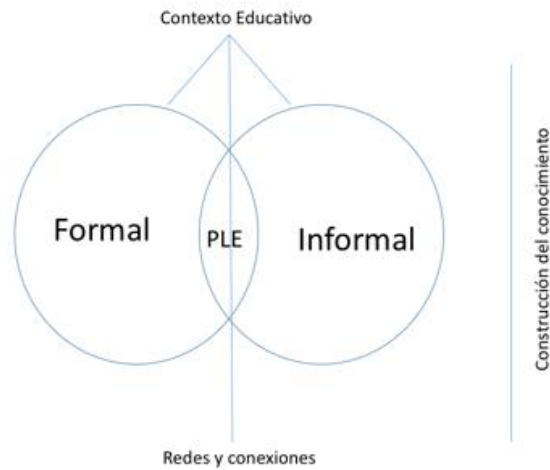 Contexto Educativo
Formal
PLE
Informal
Construcción del conocimiento
Redes y conexiones